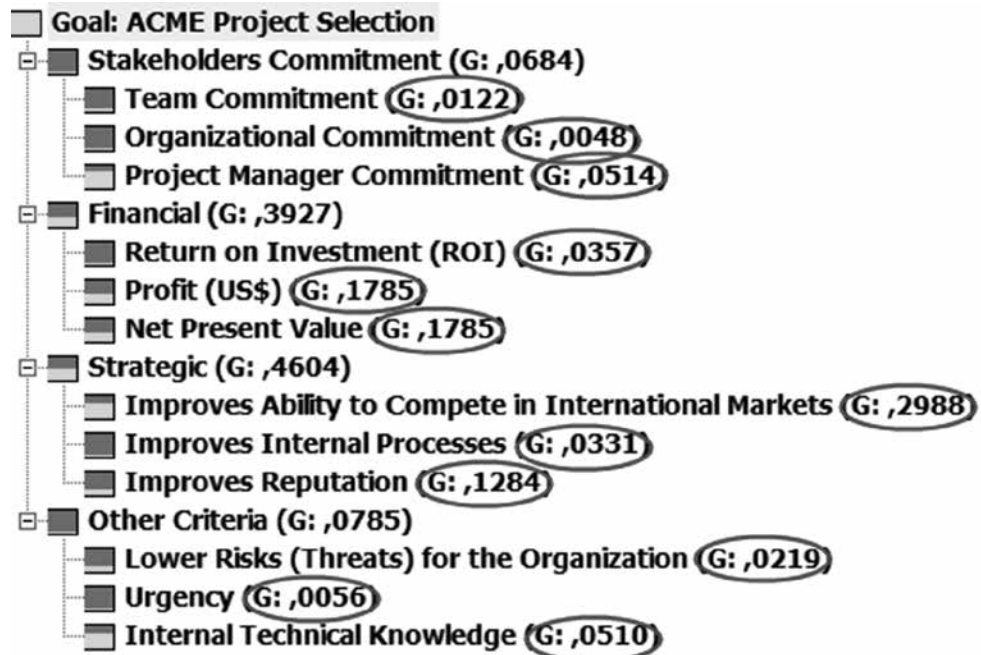 Goal: ACME Project Selection
Stakeholders Commitment (G: ,0684)
Team Commitment (G: ,0122)
Organizational Commitment (G: ,0048)
Project Manager Commitment (G: ,0514)
Financial (G: ,3927)
Return on Investment (ROI) (G: ,0357)
Profit (US$) (G: ,1785)
Net Present Value (G: ,1785)
Strategic (G: ,4604)
Improves Ability to Compete in International Markets (G: ,2988)
Improves Internal Processes (G: ,0331)
Improves Reputation (G: ,1284)
Other Criteria (G: ,0785)
Lower Risks (Threats) for the Organization (G: ,0219)
Urgency (G: ,0056)
Internal Technical Knowledge (G: ,0510)